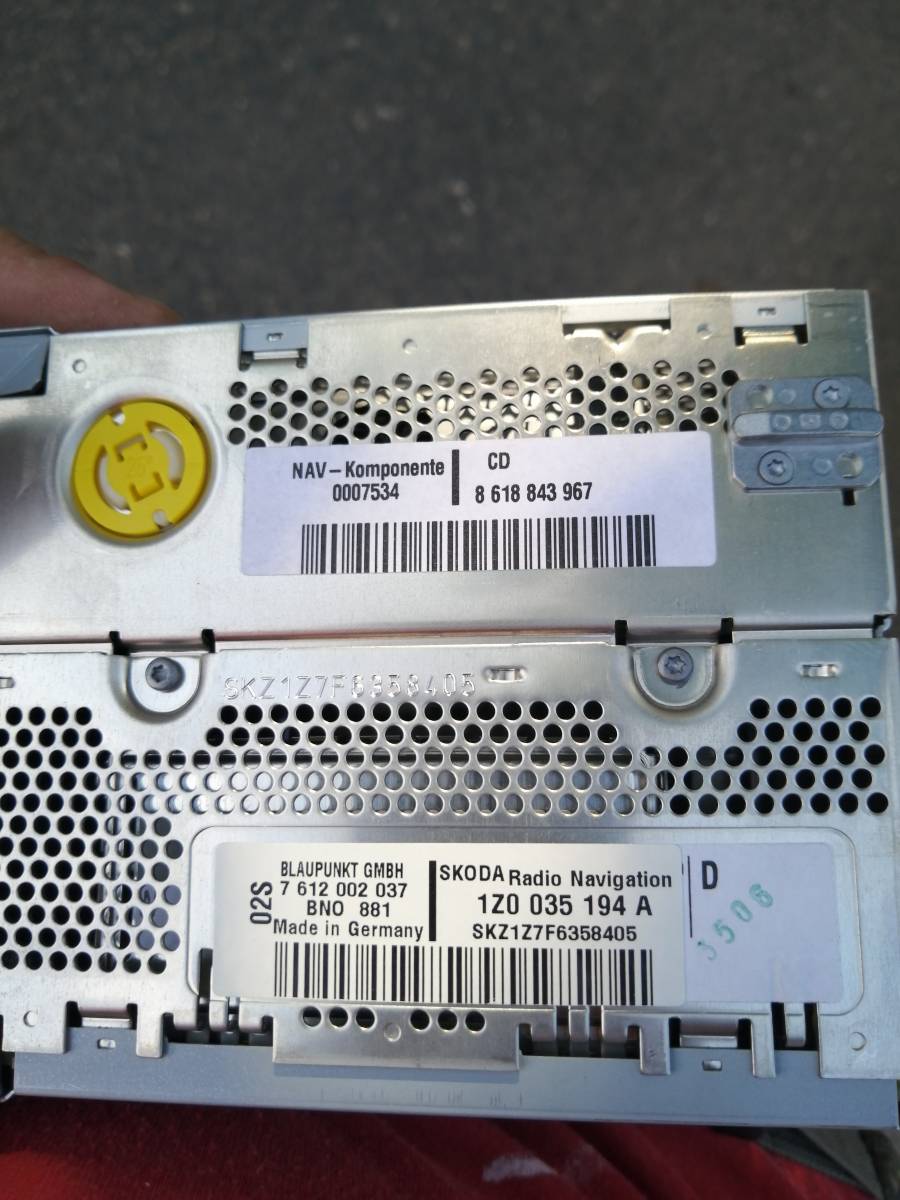 NAV-Komponente
0007534
CD
8 618 843 967
SKZ1Z7F6358405
02S
BLAUPUNKT GMBH
7 612 002 037
BNO 881
Made in Germany
SKODA Radio Navigation
1Z0 035 194 A
SKZ1Z7F6358405
D
3508